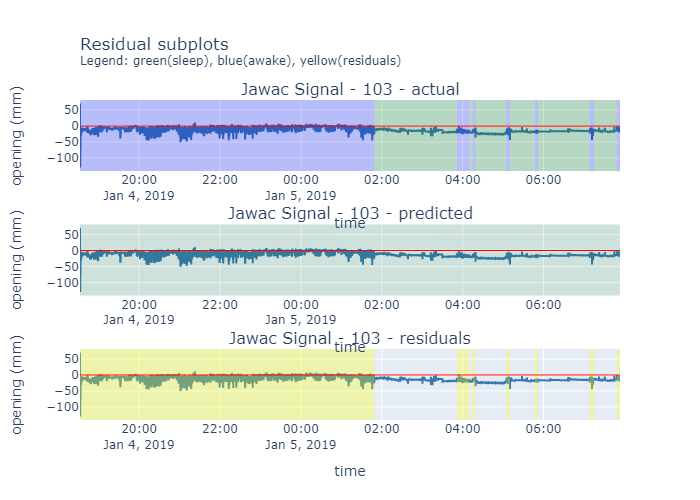 Residual subplots
Legend: green(sleep), blue(awake), yellow(residuals)
Jawac Signal - 103 - actual
opening (mm)
50
0
−50
−100
20:00 22:00 00:00 02:00 04:00 06:00
Jan 4, 2019 Jan 5, 2019
time
Jawac Signal - 103 - predicted
opening (mm)
50
0
−50
−100
20:00 22:00 00:00 02:00 04:00 06:00
Jan 4, 2019 Jan 5, 2019
time
Jawac Signal - 103 - residuals
opening (mm)
50
0
−50
−100
20:00 22:00 00:00 02:00 04:00 06:00
Jan 4, 2019 Jan 5, 2019
time